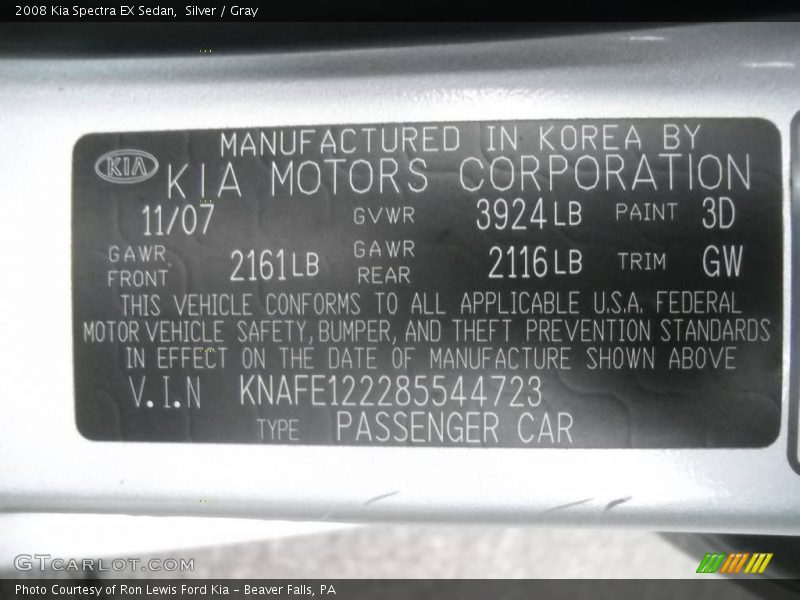 2008 Kia Spectra EX Sedan,  Silver / Gray
MANUFACTURED IN KOREA BY
KIA KIA MOTORS CORPORATION
11/07 GVWR 3924LB PAINT 3D
GAWR FRONT 2161LB GAWR REAR 2116LB TRIM GW
THIS VEHICLE CONFORMS TO ALL APPLICABLE U.S.A. FEDERAL
MOTOR VEHICLE SAFETY, BUMPER, AND THEFT PREVENTION STANDARDS
IN EFFECT ON THE DATE OF MANUFACTURE SHOWN ABOVE
V.I.N KNAFE122285544723
TYPE PASSENGER CAR
GTCARLOT.COM
Photo Courtesy of Ron Lewis Ford Kia – Beaver Falls, PA